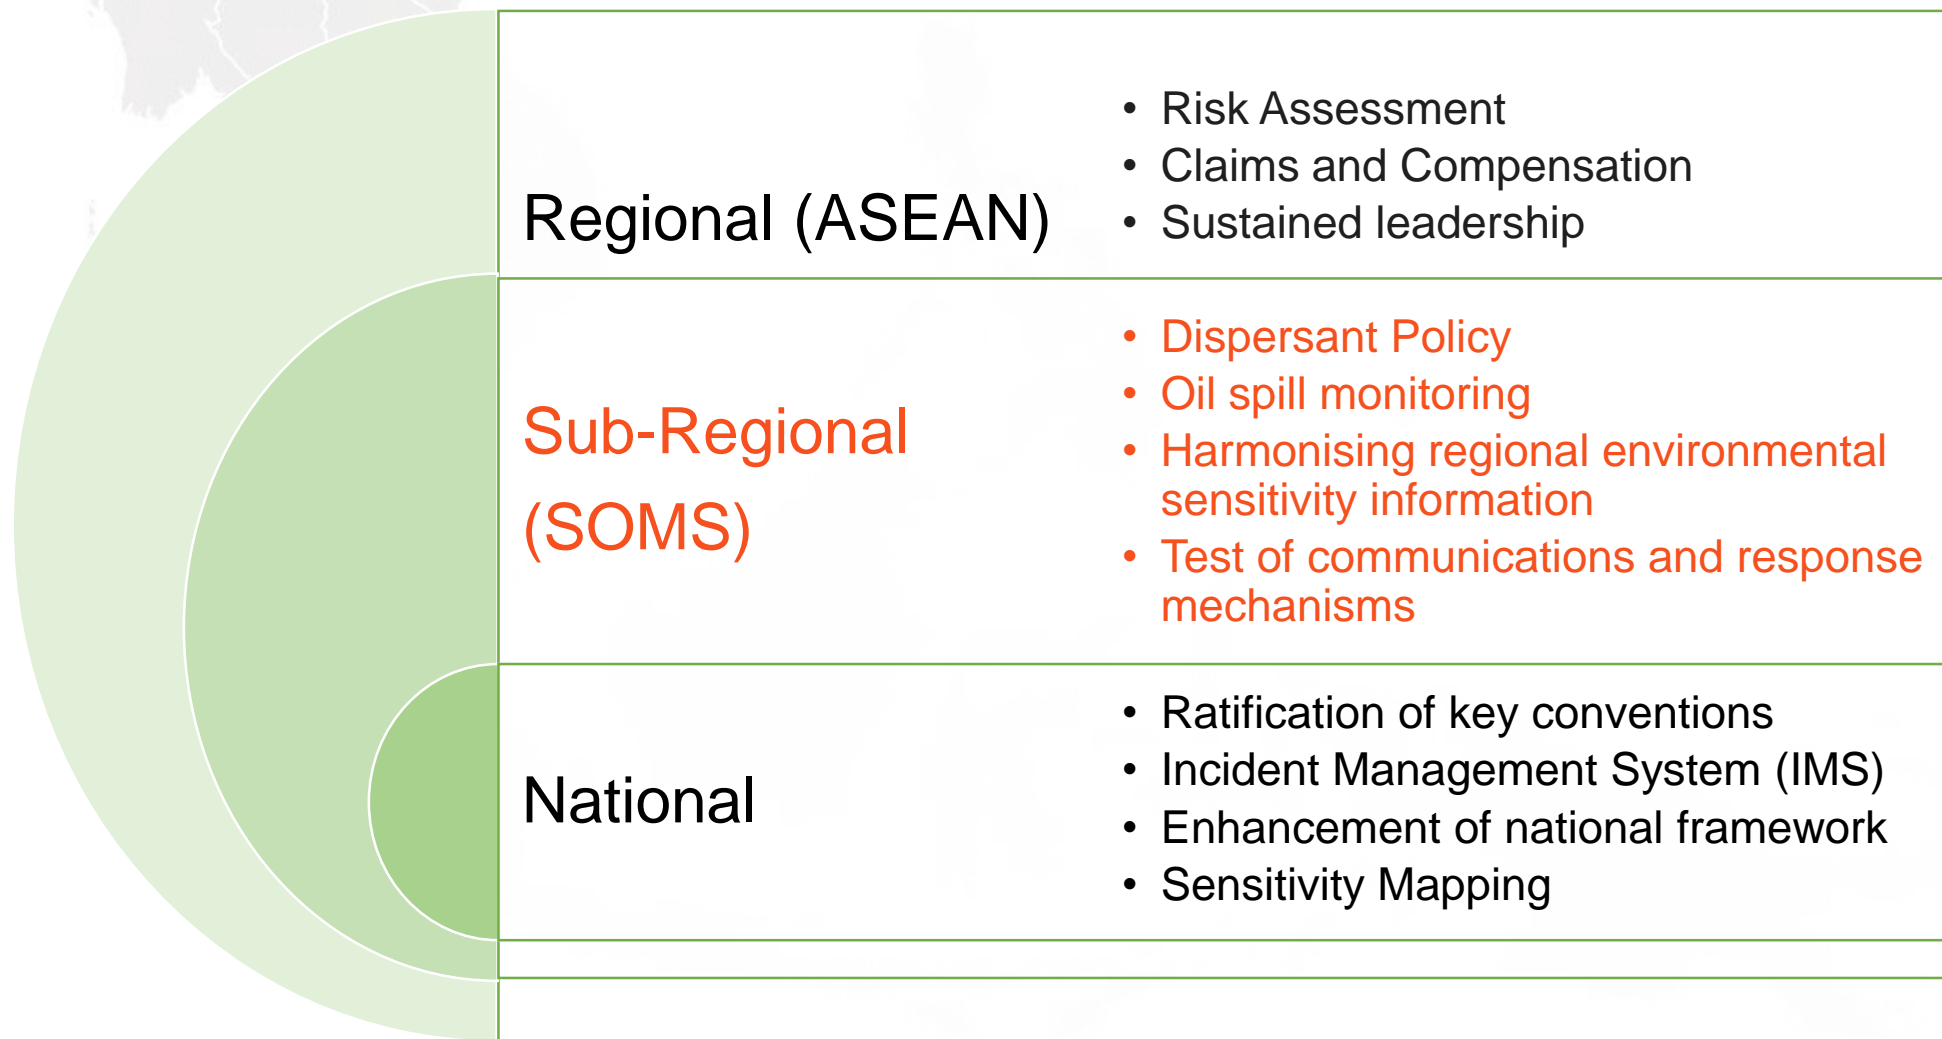 Regional (ASEAN)
• Risk Assessment
• Claims and Compensation
• Sustained leadership
Sub-Regional
(SOMS)
• Dispersant Policy
• Oil spill monitoring
• Harmonising regional environmental
sensitivity information
• Test of communications and response
mechanisms
National
• Ratification of key conventions
• Incident Management System (IMS)
• Enhancement of national framework
• Sensitivity Mapping